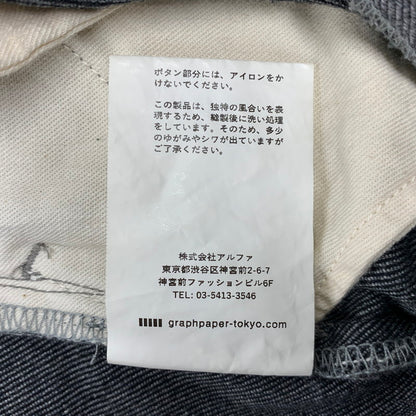 ボタン部分には、アイロンをか
けないでください。
この製品は、独特の風合いを表
現するため、縫製後に洗い処理
をしています。そのため、多少
のゆがみやシワが出ていますが
ご了承ください。
株式会社アルファ
東京都渋谷区神宮前2-6-7
神宮前ファッションビル6F
TEL: 03-5413-3546
graphpaper-tokyo.com